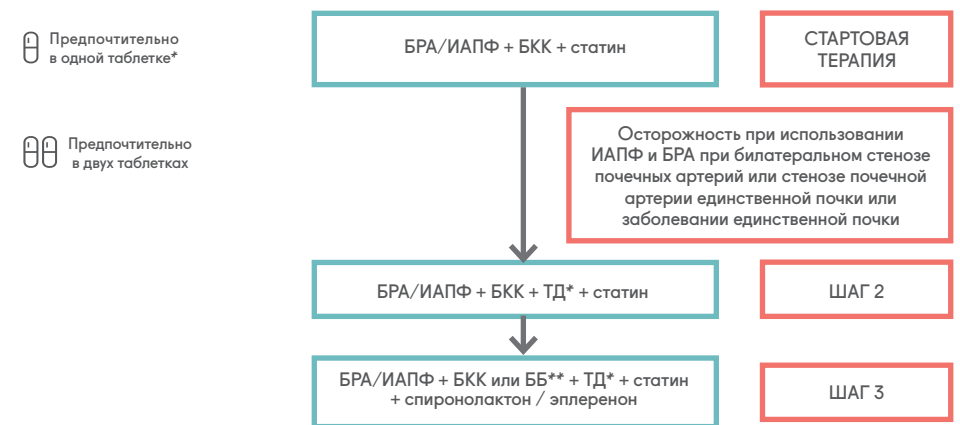 Предпочтительно
в одной таблетке*
БРА/ИАПФ + БКК + статин
СТАРТОВАЯ
ТЕРАПИЯ
Предпочтительно
в двух таблетках
Осторожность при использовании
ИАПФ и БРА при билатеральном стенозе
почечных артерий или стенозе почечной
артерии единственной почки или
заболевании единственной почки
БРА/ИАПФ + БКК + ТД* + статин
ШАГ 2
БРА/ИАПФ + БКК или ББ** + ТД* + статин
+ спиронолактон / эплеренон
ШАГ 3